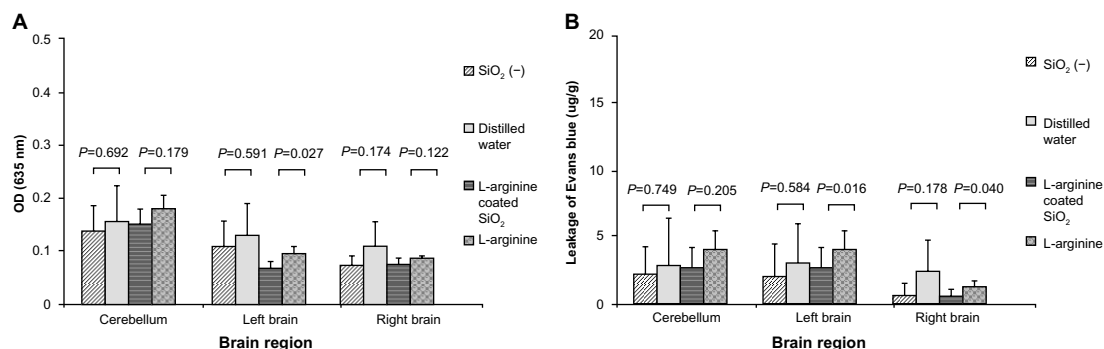 A
OD (635 nm)
0.5
0.4
0.3
0.2
0.1
0
P=0.692
P=0.179
P=0.591
P=0.027
P=0.174
P=0.122
SiO₂ (−)
Distilled
water
L-arginine
coated
SiO₂
L-arginine
Cerebellum
Left brain
Right brain
Brain region
B
Leakage of Evans blue (ug/g)
20
15
10
5
0
P=0.749
P=0.205
P=0.584
P=0.016
P=0.178
P=0.040
SiO₂ (−)
Distilled
water
L-arginine
coated
SiO₂
L-arginine
Cerebellum
Left brain
Right brain
Brain region